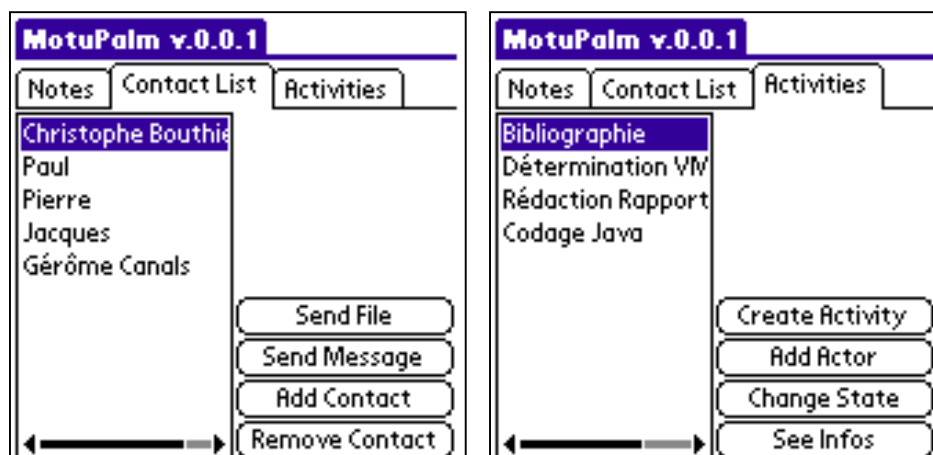 MotuPalm v.0.0.1
Notes
Contact List
Activities
Christophe Bouthie
Paul
Pierre
Jacques
Gérôme Canals
Send File
Send Message
Add Contact
Remove Contact
MotuPalm v.0.0.1
Notes
Contact List
Activities
Bibliographie
Détermination VM
Rédaction Rapport
Codage Java
Create Activity
Add Actor
Change State
See Infos